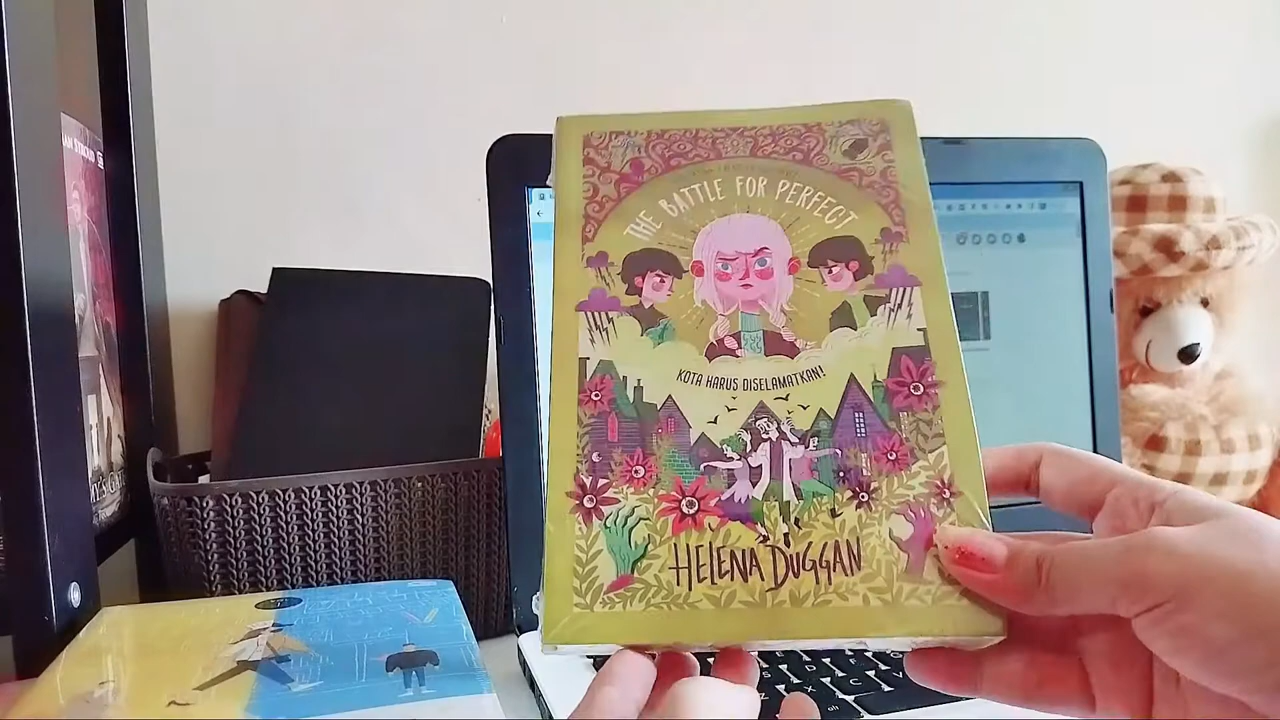 THE BATTLE FOR PERFECT
KOTA HARUS DISELAMATKAN!
HELENA DUGGAN